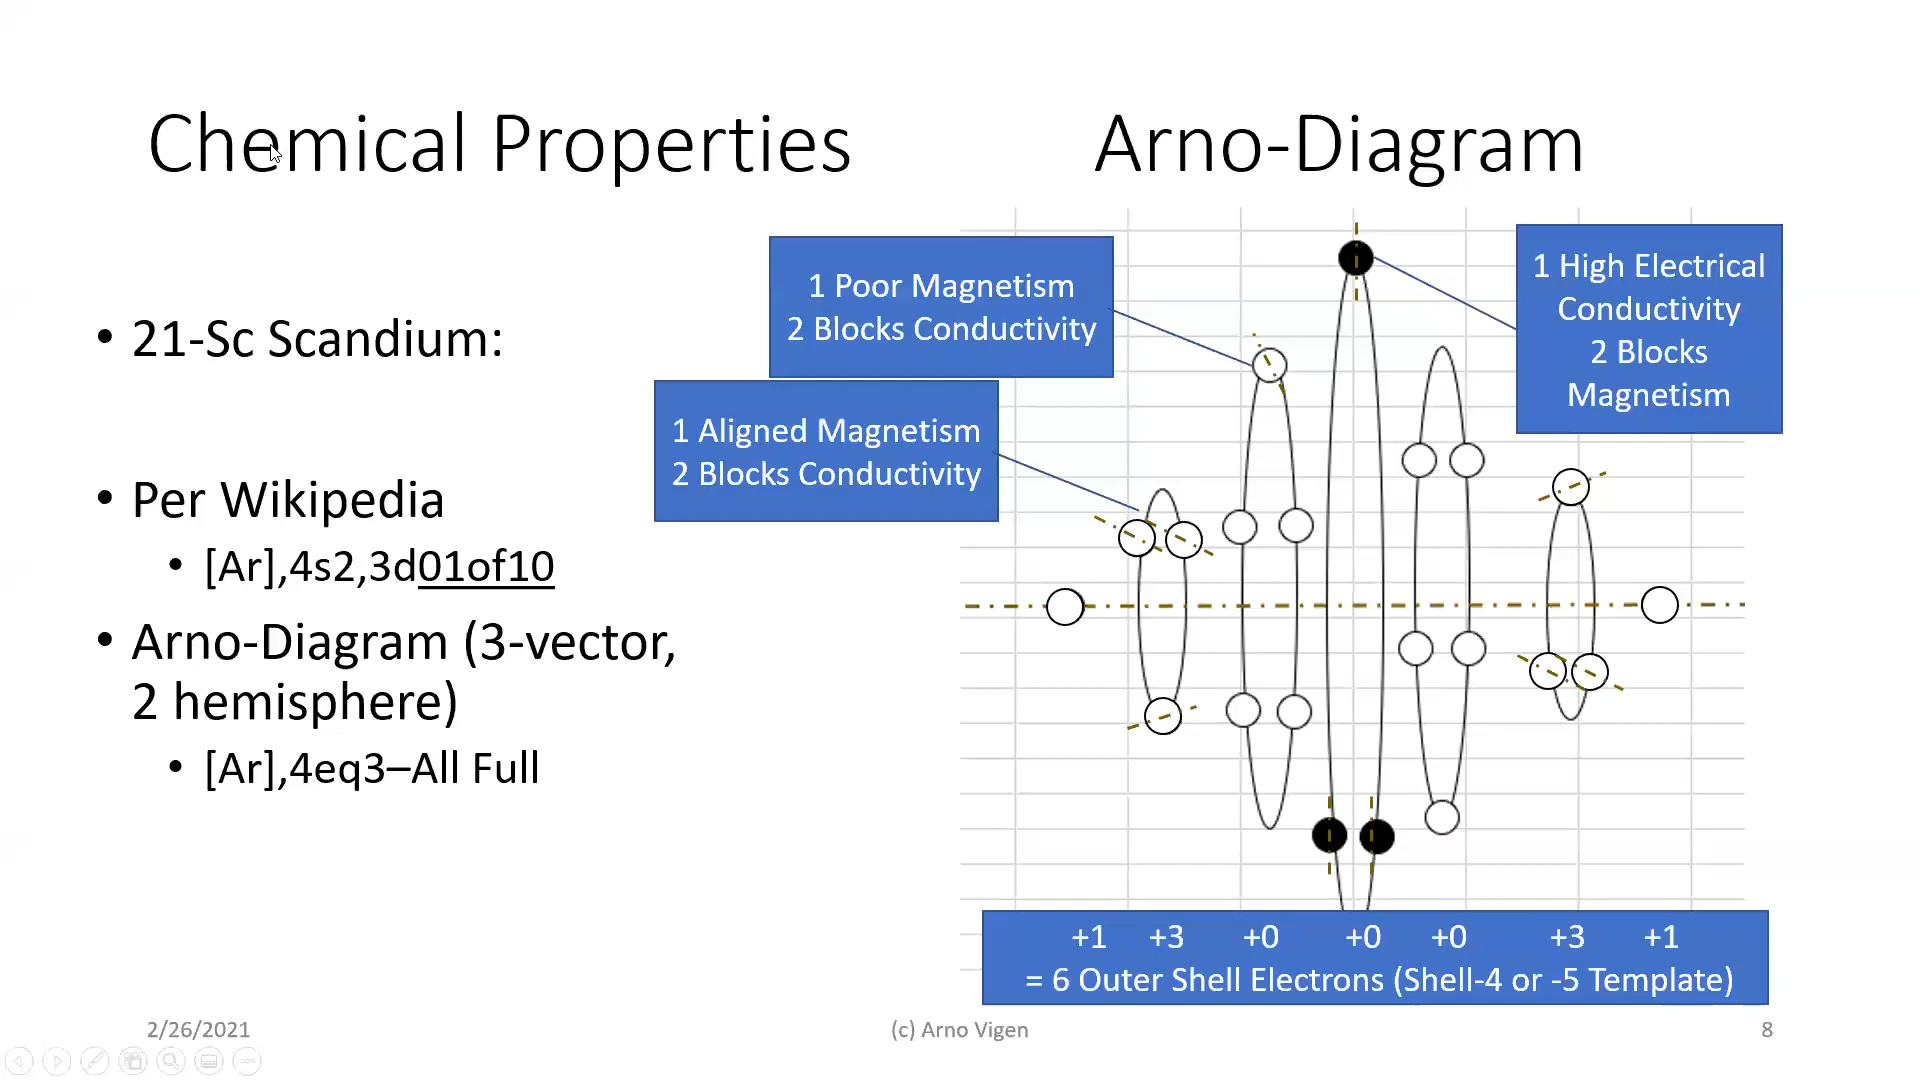 Chemical Properties
Arno-Diagram
• 21-Sc Scandium:
• Per Wikipedia
• [Ar],4s2,3d01of10
• Arno-Diagram (3-vector,
2 hemisphere)
• [Ar],4eq3–All Full
1 Poor Magnetism
2 Blocks Conductivity
1 Aligned Magnetism
2 Blocks Conductivity
1 High Electrical
Conductivity
2 Blocks
Magnetism
+1 +3 +0 +0 +0 +3 +1
= 6 Outer Shell Electrons (Shell-4 or -5 Template)
2/26/2021
(c) Arno Vigen
8